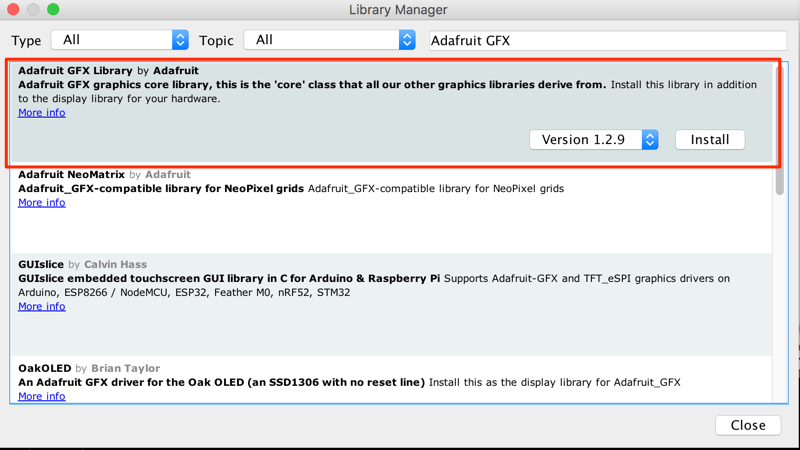 Library Manager
Type All Topic All Adafruit GFX
Adafruit GFX Library by Adafruit
Adafruit GFX graphics core library, this is the 'core' class that all our other graphics libraries derive from. Install this library in addition
to the display library for your hardware.
More info
Version 1.2.9 Install
Adafruit NeoMatrix by Adafruit
Adafruit_GFX-compatible library for NeoPixel grids Adafruit_GFX-compatible library for NeoPixel grids
More info
GUIslice by Calvin Hass
GUIslice embedded touchscreen GUI library in C for Arduino & Raspberry Pi Supports Adafruit-GFX and TFT_eSPI graphics drivers on
Arduino, ESP8266 / NodeMCU, ESP32, Feather M0, nRF52, STM32
More info
OakOLED by Brian Taylor
An Adafruit GFX driver for the Oak OLED (an SSD1306 with no reset line) Install this as the display library for Adafruit_GFX
More info
Close